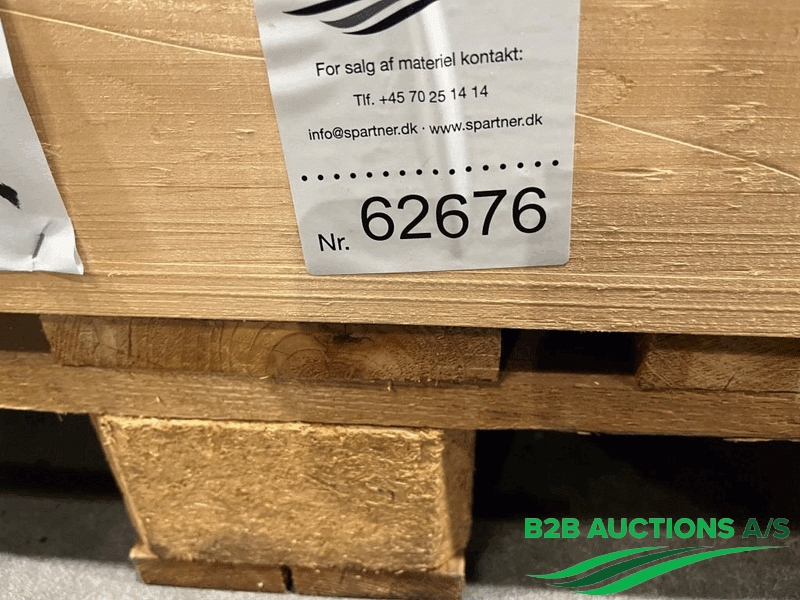 For salg af materiel kontakt:
Tlf. +45 70 25 14 14
info@spartner.dk · www.spartner.dk
Nr. 62676
B2B AUCTIONS A/S